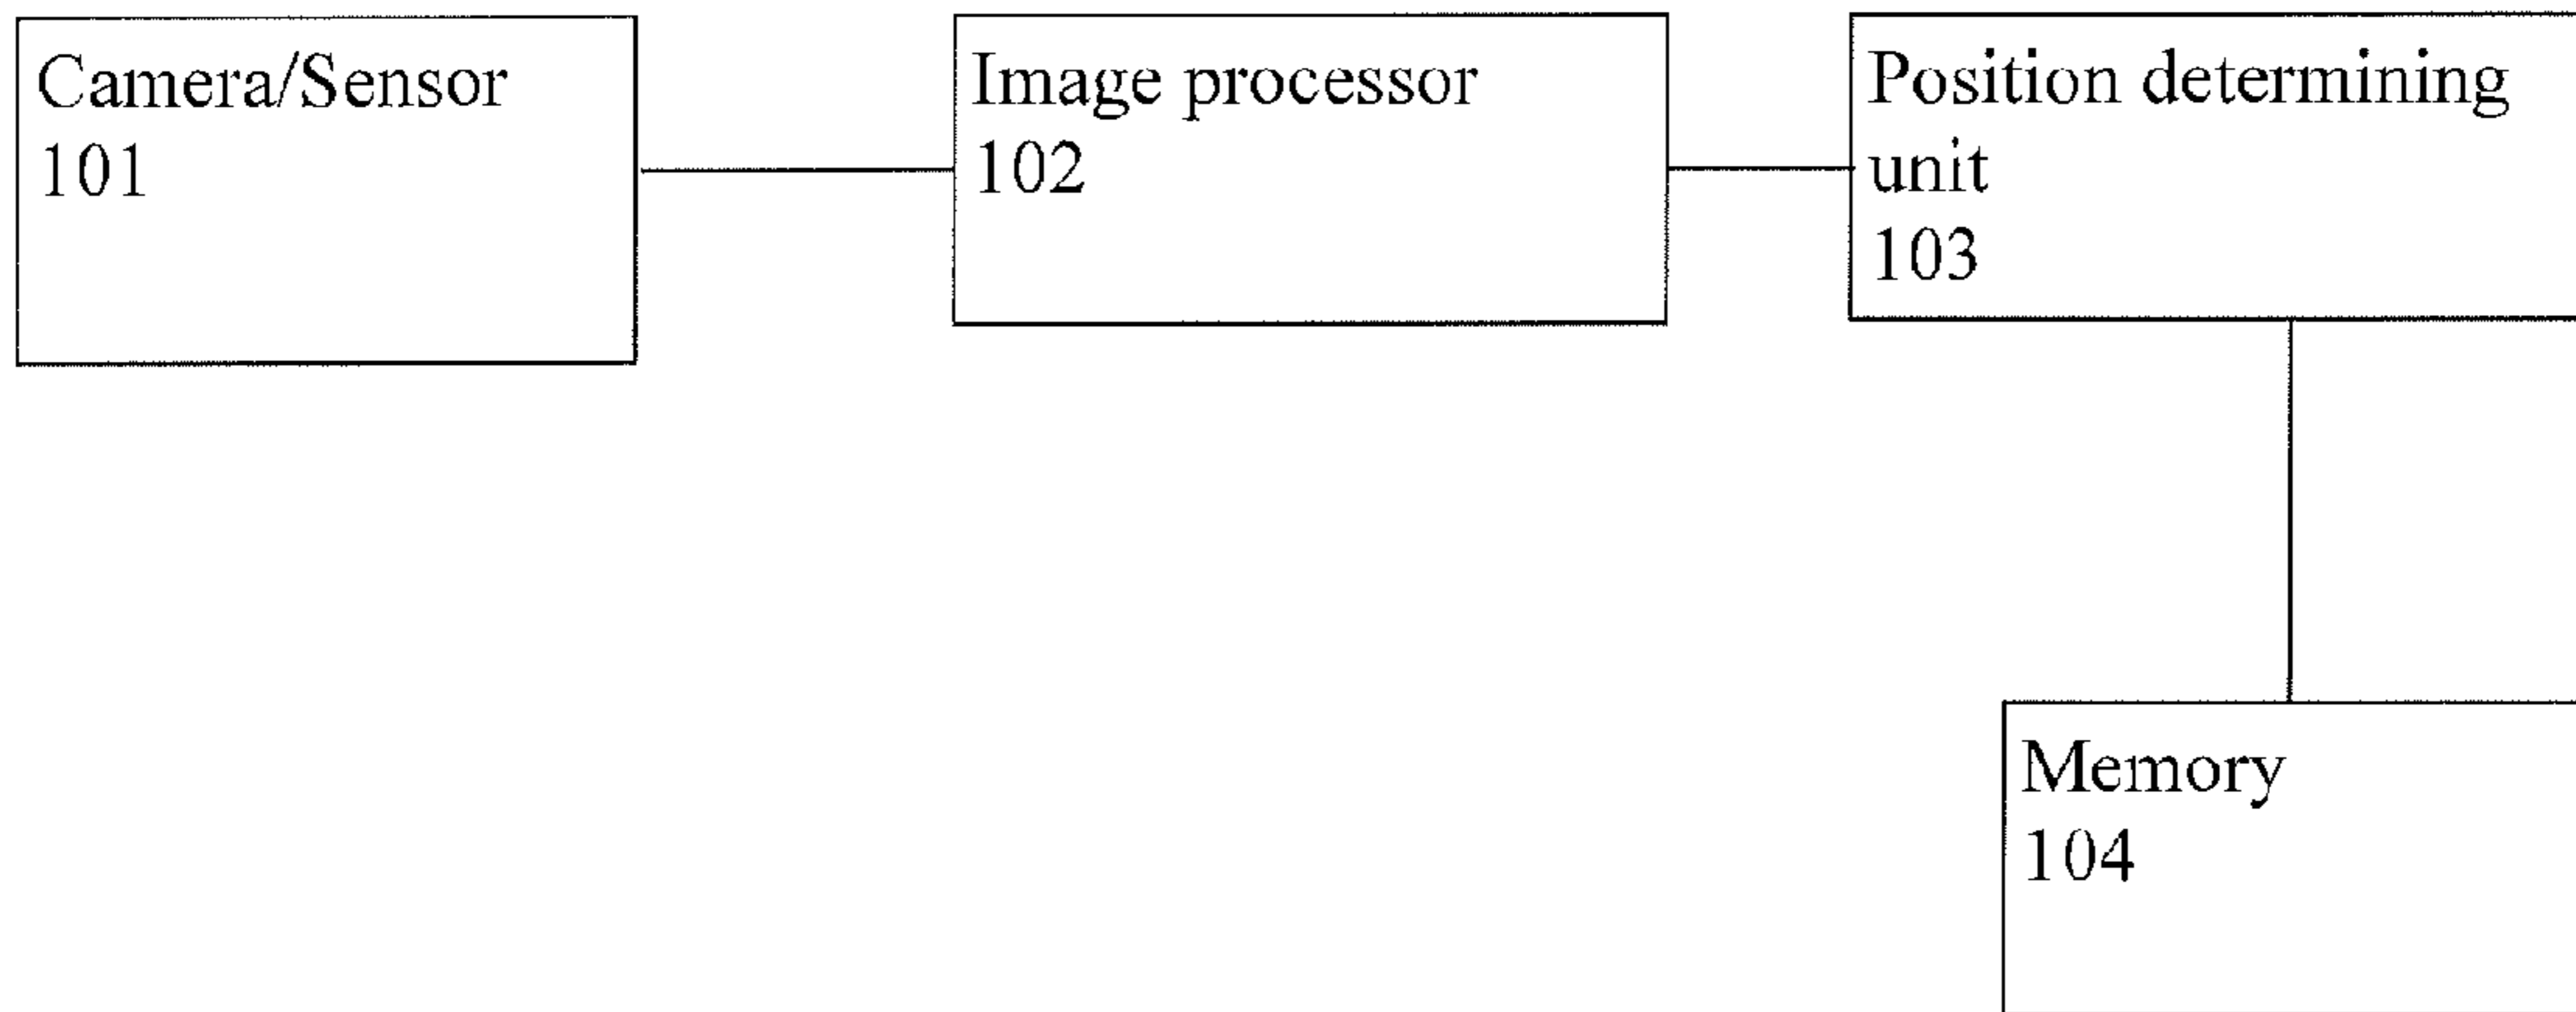 Camera/Sensor
101
Image processor
102
Position determining
unit
103
Memory
104